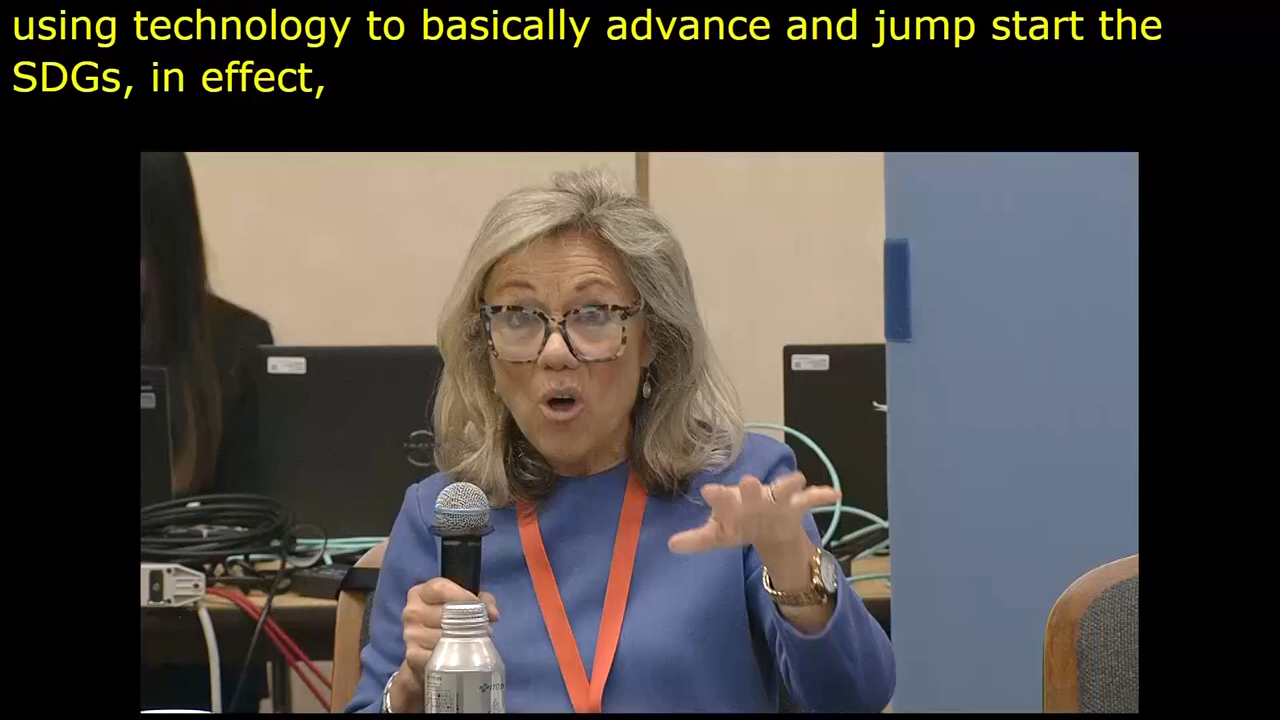 using technology to basically advance and jump start the
SDGs, in effect,